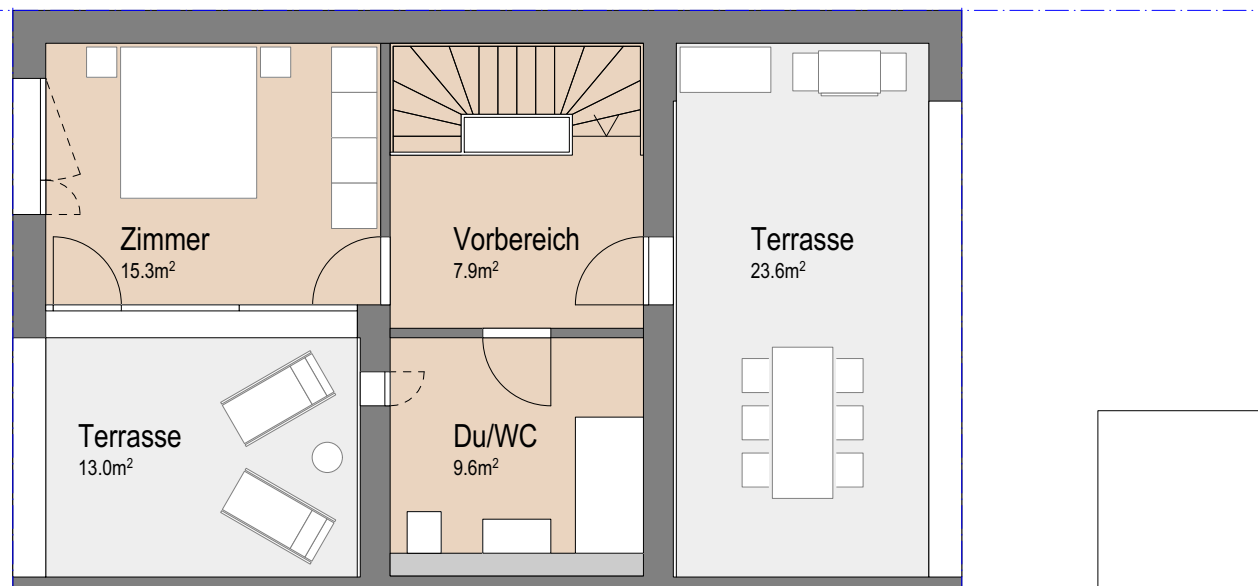 Zimmer
15.3m²
Vorbereich
7.9m²
Terrasse
23.6m²
Terrasse
13.0m²
Du/WC
9.6m²